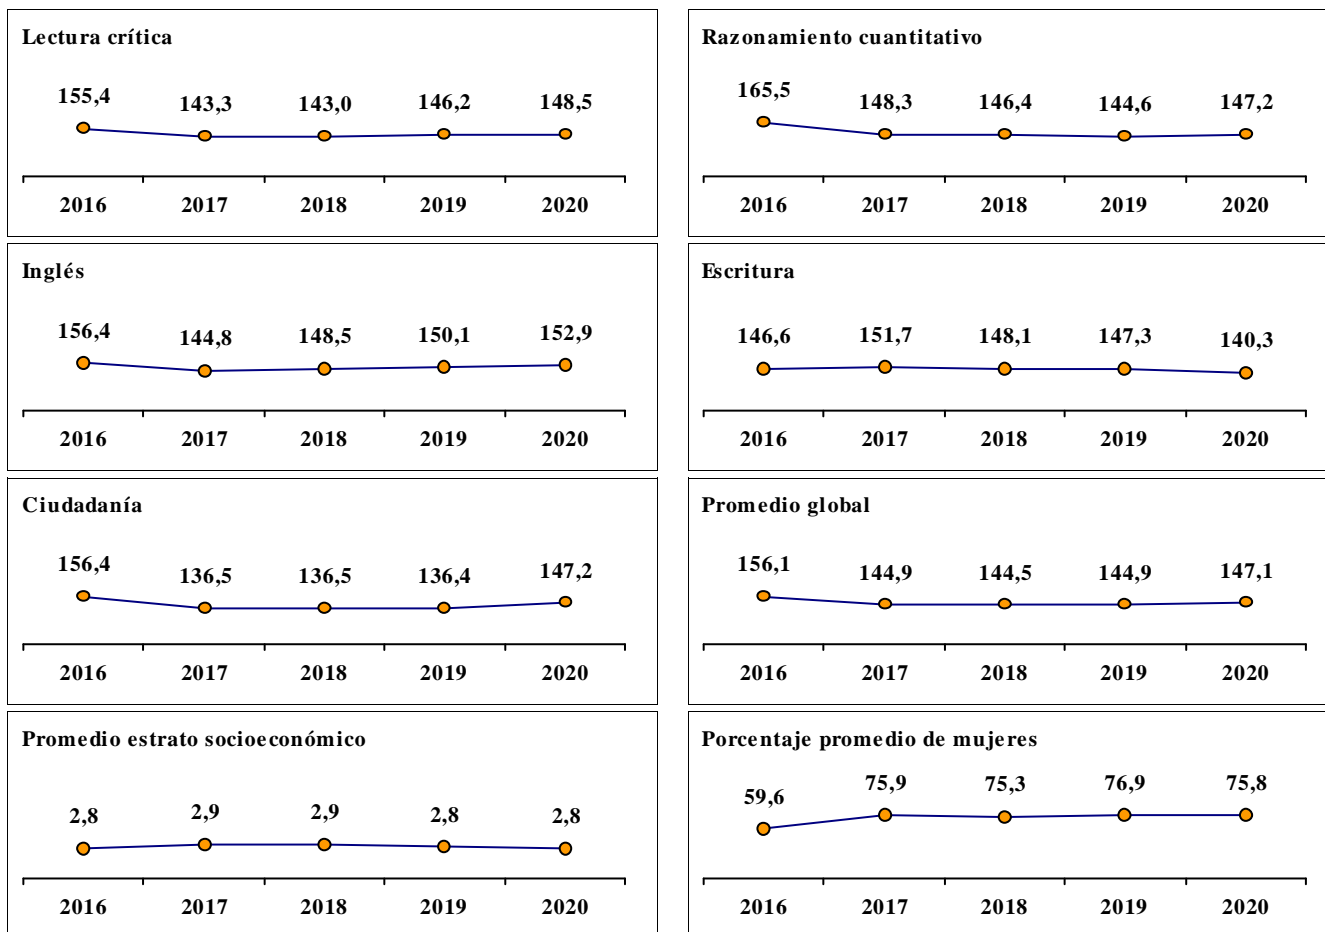 Lectura crítica
155,4 143,3 143,0 146,2 148,5
2016 2017 2018 2019 2020
Razonamiento cuantitativo
165,5 148,3 146,4 144,6 147,2
2016 2017 2018 2019 2020
Inglés
156,4 144,8 148,5 150,1 152,9
2016 2017 2018 2019 2020
Escritura
146,6 151,7 148,1 147,3 140,3
2016 2017 2018 2019 2020
Ciudadanía
156,4 136,5 136,5 136,4 147,2
2016 2017 2018 2019 2020
Promedio global
156,1 144,9 144,5 144,9 147,1
2016 2017 2018 2019 2020
Promedio estrato socioeconómico
2,8 2,9 2,9 2,8 2,8
2016 2017 2018 2019 2020
Porcentaje promedio de mujeres
59,6 75,9 75,3 76,9 75,8
2016 2017 2018 2019 2020